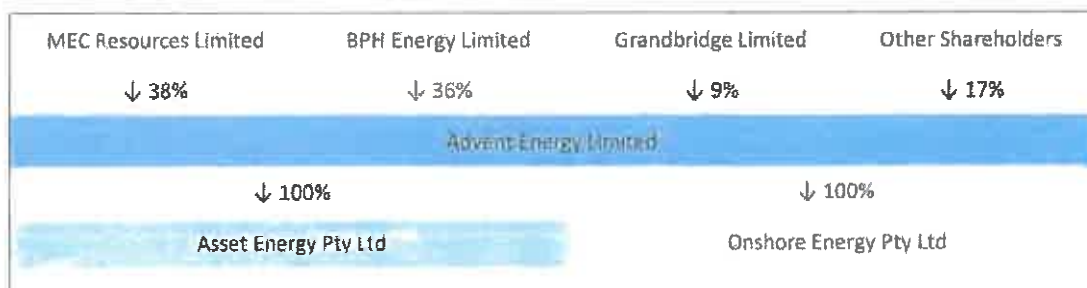 MEC Resources Limited BPH Energy Limited Grandbridge Limited Other Shareholders
↓ 38% ↓ 36% ↓ 9% ↓ 17%
Advent Energy Limited
↓ 100% ↓ 100%
Asset Energy Pty Ltd Onshore Energy Pty Ltd